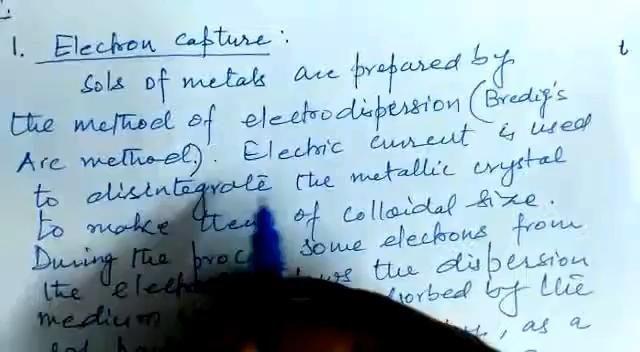 1. Electron capture:
Sols of metals are prepared by
the method of electrodispersion (Bredig's
Arc method). Electric current is used
to disintegrate the metallic crystal
to make of colloidal size.
During the some electrons from
the the dispersion
medium by the
, as a